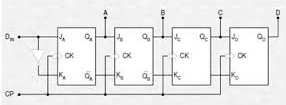 A B C D
D_IN J_A Q_A J_B Q_B J_C Q_C J_D Q_D
CK CK CK CK
K_A K_B K_C K_D
CP